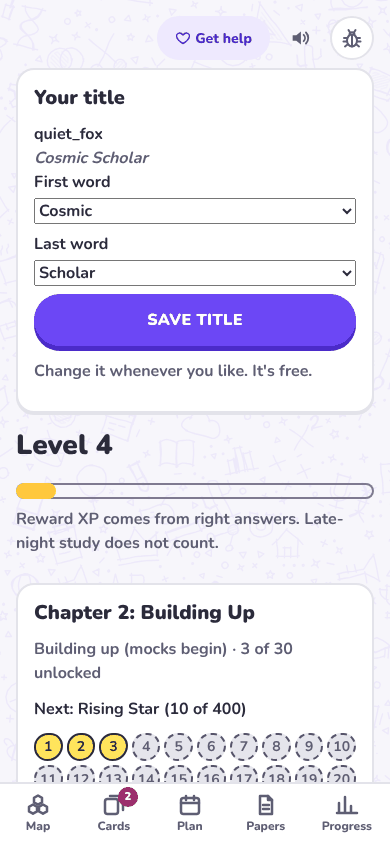 Get help
Your title
quiet_fox
Cosmic Scholar
First word
Cosmic
Last word
Scholar
SAVE TITLE
Change it whenever you like. It's free.
Level 4
Reward XP comes from right answers. Late-
night study does not count.
Chapter 2: Building Up
Building up (mocks begin) · 3 of 30
unlocked
Next: Rising Star (10 of 400)
1 2 3 4 5 6 7 8 9 10
11 12 13 14 15 16 17 18 19 20
2
Map Cards Plan Papers Progress